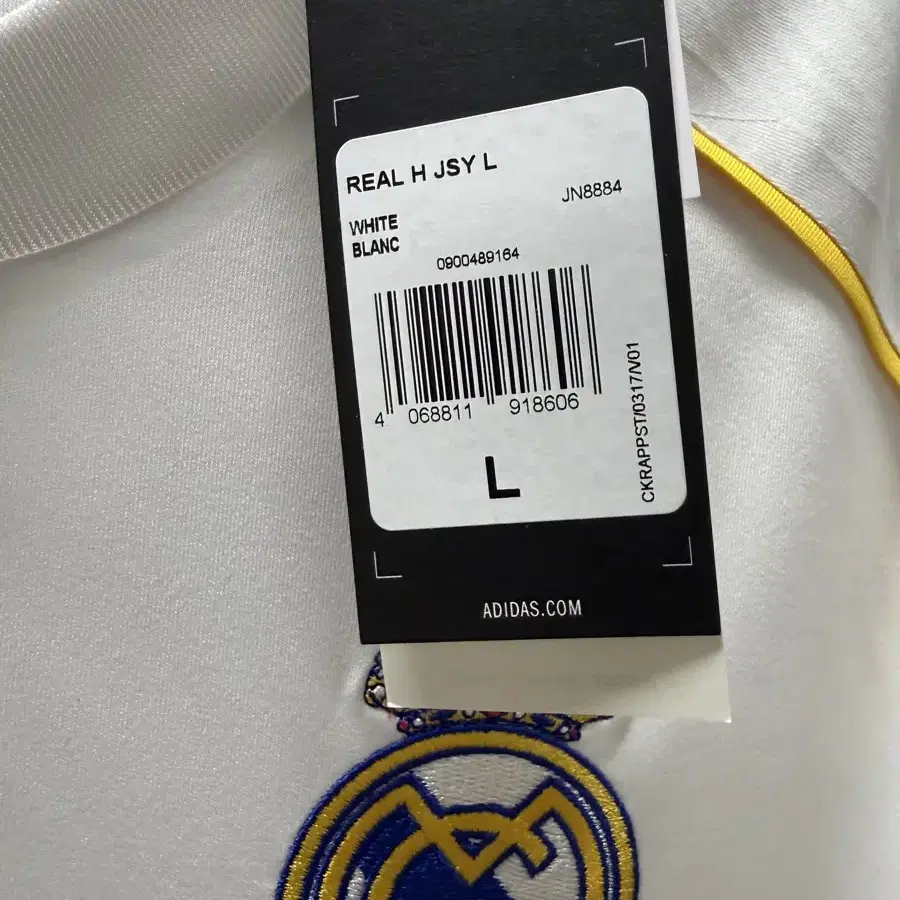 REAL H JSY L
JN8884
WHITE
BLANC
0900489164
4 068811 918606
L
CKRAPPST/0317/V01
ADIDAS.COM